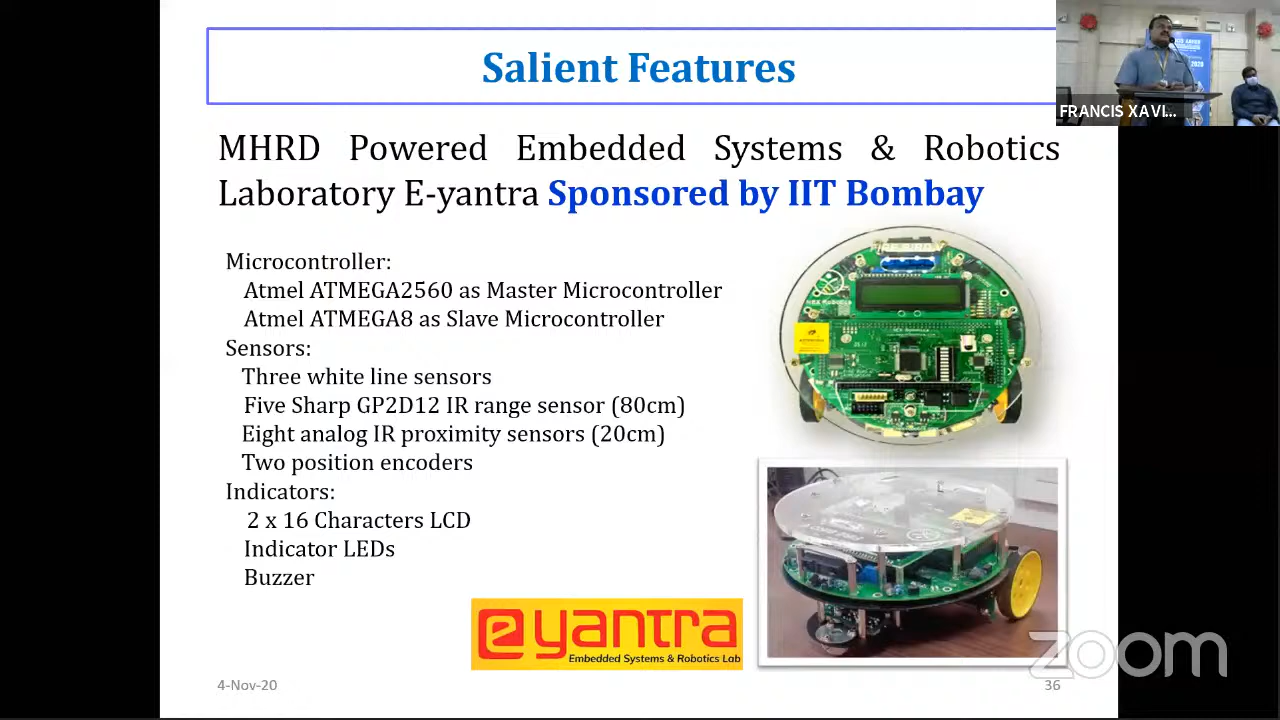 Salient Features
FRANCIS XAVI...
2020
MHRD Powered Embedded Systems & Robotics
Laboratory E-yantra Sponsored by IIT Bombay
Microcontroller:
Atmel ATMEGA2560 as Master Microcontroller
Atmel ATMEGA8 as Slave Microcontroller
Sensors:
Three white line sensors
Five Sharp GP2D12 IR range sensor (80cm)
Eight analog IR proximity sensors (20cm)
Two position encoders
Indicators:
2 x 16 Characters LCD
Indicator LEDs
Buzzer
eyantra
Embedded Systems & Robotics Lab
zoom
4-Nov-20
36